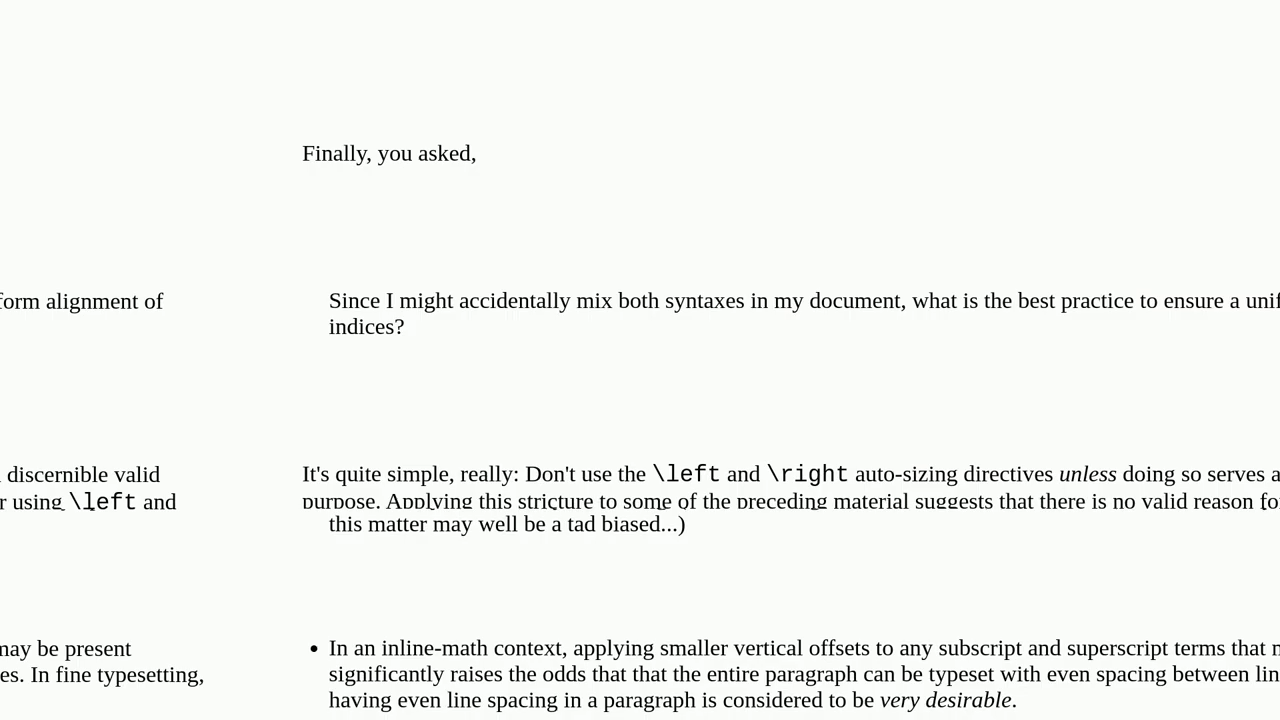 Finally, you asked,
form alignment of
Since I might accidentally mix both syntaxes in my document, what is the best practice to ensure a unif
indices?
discernible valid
It's quite simple, really: Don't use the \left and \right auto-sizing directives unless doing so serves a
r using \left and
purpose. Applying this stricture to some of the preceding material suggests that there is no valid reason fo
this matter may well be a tad biased...)
may be present
• In an inline-math context, applying smaller vertical offsets to any subscript and superscript terms that m
es. In fine typesetting,
significantly raises the odds that that the entire paragraph can be typeset with even spacing between lin
having even line spacing in a paragraph is considered to be very desirable.